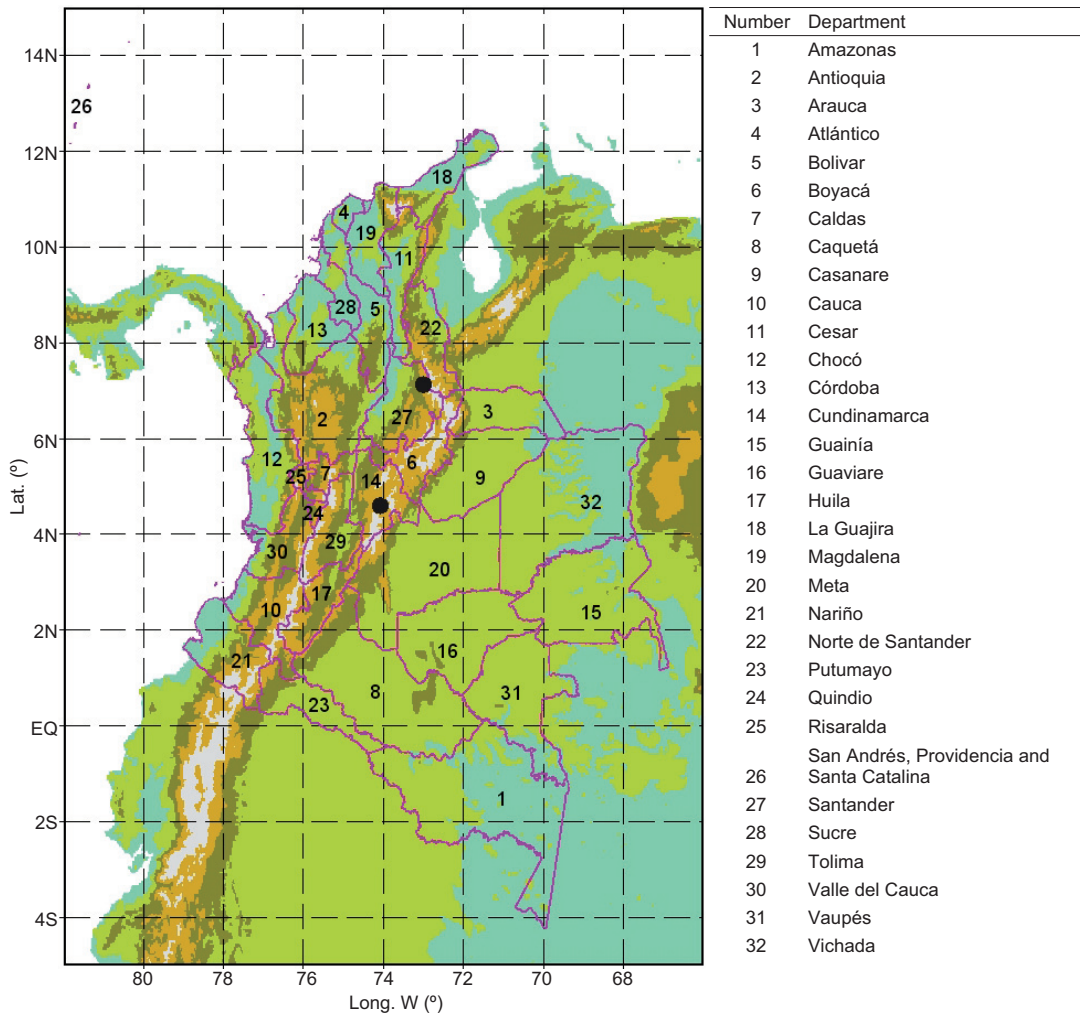 14N
12N
10N
8N
6N
4N
2N
EQ
2S
4S
Lat. (º)
80
78
76
74
72
70
68
Long. W (º)
26
18
4
19
11
28
5
13
22
2
27
3
12
25
7
14
6
9
32
24
30
29
20
17
10
15
21
16
8
31
23
1
Number Department
1 Amazonas
2 Antioquia
3 Arauca
4 Atlántico
5 Bolivar
6 Boyacá
7 Caldas
8 Caquetá
9 Casanare
10 Cauca
11 Cesar
12 Chocó
13 Córdoba
14 Cundinamarca
15 Guainía
16 Guaviare
17 Huila
18 La Guajira
19 Magdalena
20 Meta
21 Nariño
22 Norte de Santander
23 Putumayo
24 Quindio
25 Risaralda
San Andrés, Providencia and
26 Santa Catalina
27 Santander
28 Sucre
29 Tolima
30 Valle del Cauca
31 Vaupés
32 Vichada